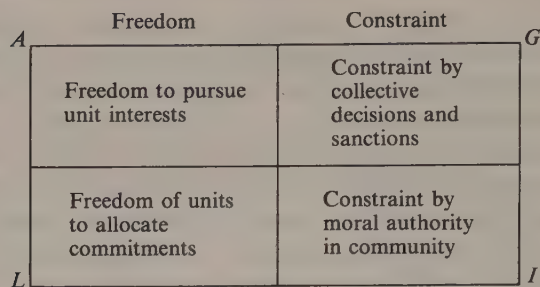 Freedom Constraint
A G
Freedom to pursue
unit interests
Constraint by
collective
decisions and
sanctions
Freedom of units
to allocate
commitments
Constraint by
moral authority
in community
L I